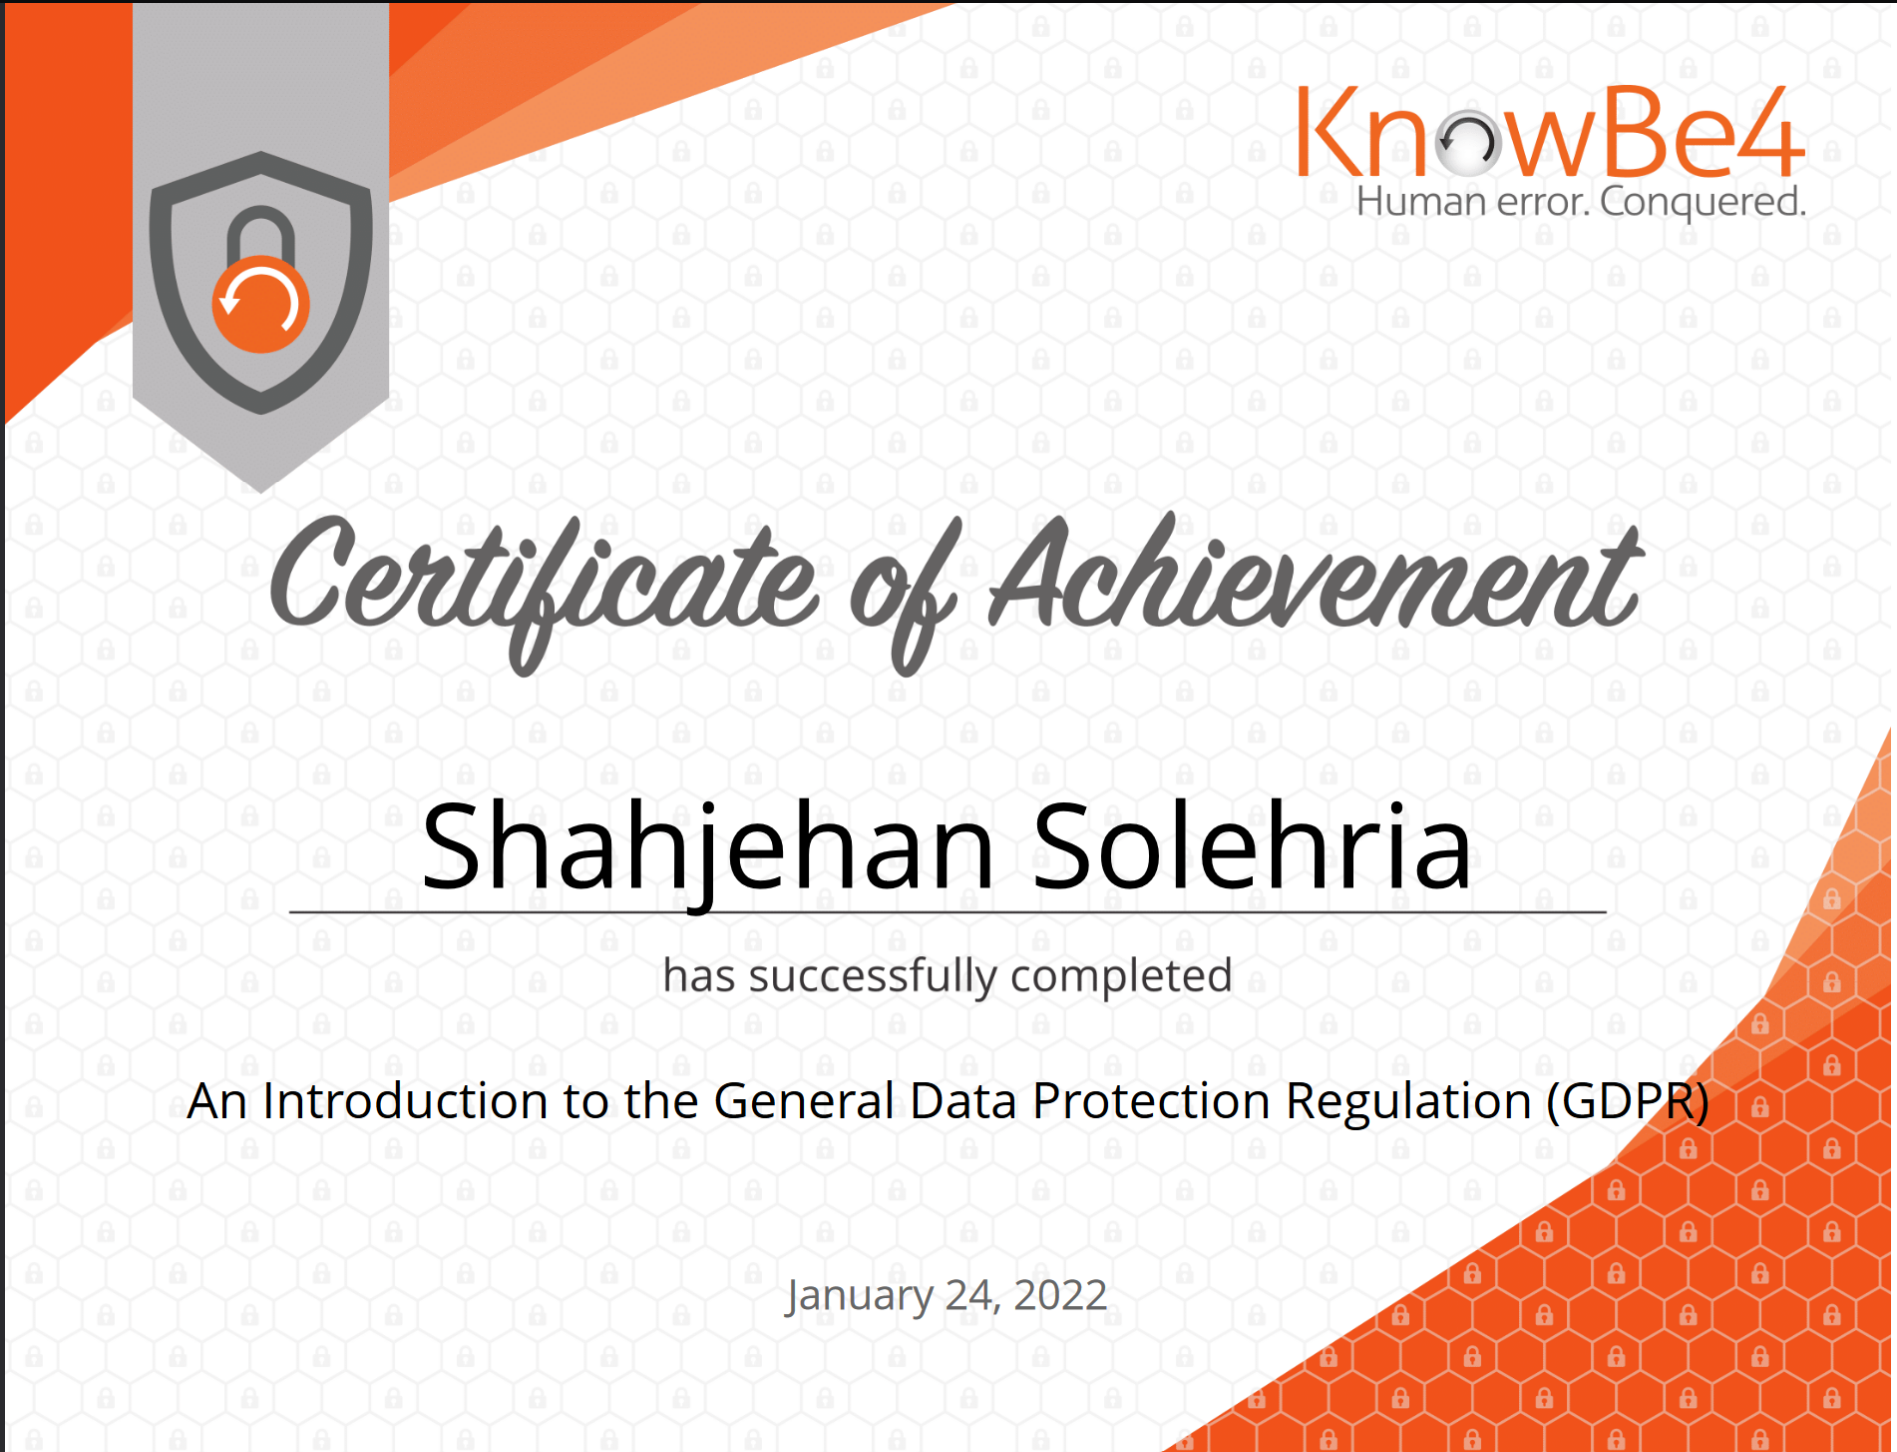 KnowBe4
Human error. Conquered.
Certificate of Achievement
Shahjehan Solehria
has successfully completed
An Introduction to the General Data Protection Regulation (GDPR)
January 24, 2022